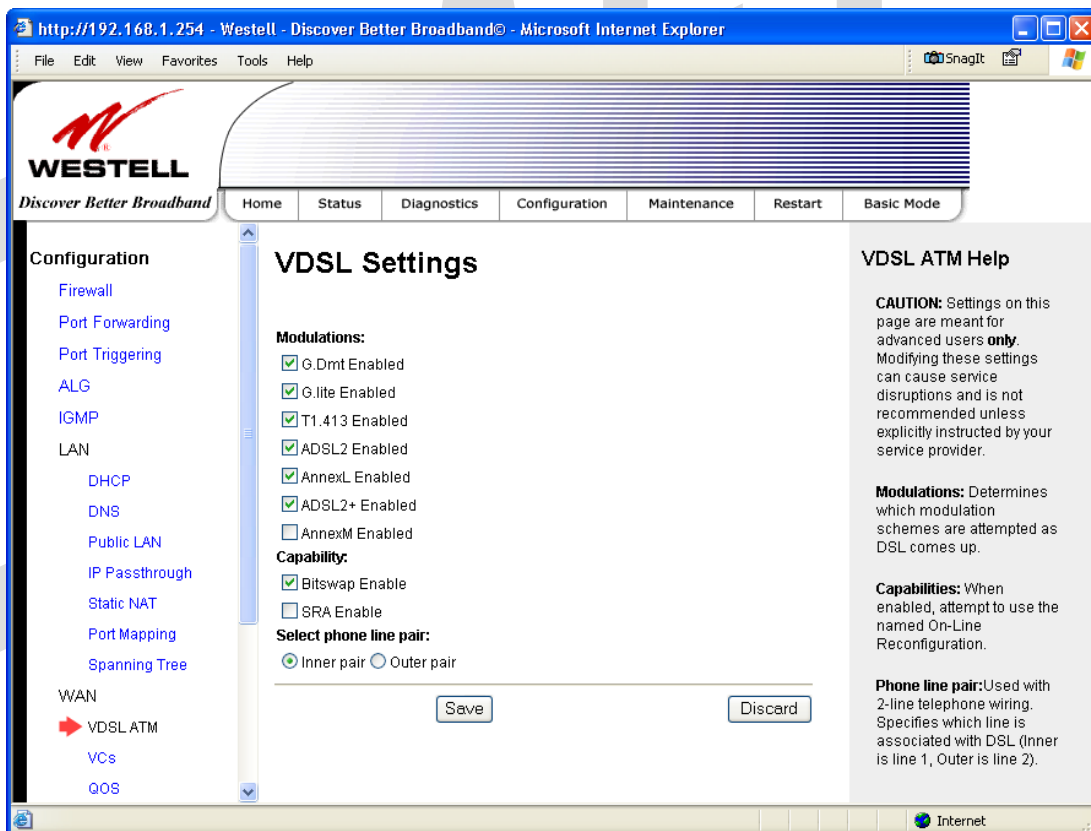 http://192.168.1.254 - Westell - Discover Better Broadband© - Microsoft Internet Explorer
File Edit View Favorites Tools Help
SnagIt
WESTELL
Discover Better Broadband
Home Status Diagnostics Configuration Maintenance Restart Basic Mode
Configuration
Firewall
Port Forwarding
Port Triggering
ALG
IGMP
LAN
DHCP
DNS
Public LAN
IP Passthrough
Static NAT
Port Mapping
Spanning Tree
WAN
VDSL ATM
VCs
QOS
VDSL Settings
Modulations:
G.Dmt Enabled
G.lite Enabled
T1.413 Enabled
ADSL2 Enabled
AnnexL Enabled
ADSL2+ Enabled
AnnexM Enabled
Capability:
Bitswap Enable
SRA Enable
Select phone line pair:
Inner pair Outer pair
Save Discard
VDSL ATM Help
CAUTION: Settings on this
page are meant for
advanced users only.
Modifying these settings
can cause service
disruptions and is not
recommended unless
explicitly instructed by your
service provider.
Modulations: Determines
which modulation
schemes are attempted as
DSL comes up.
Capabilities: When
enabled, attempt to use the
named On-Line
Reconfiguration.
Phone line pair:Used with
2-line telephone wiring.
Specifies which line is
associated with DSL (Inner
is line 1, Outer is line 2).
Internet